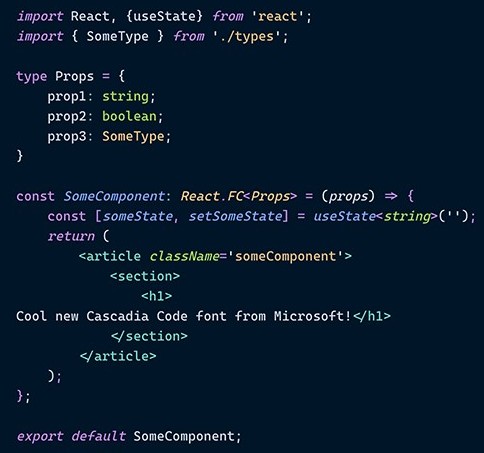 import React, {useState} from 'react';
import { SomeType } from './types';

type Props = {
    prop1: string;
    prop2: boolean;
    prop3: SomeType;
}

const SomeComponent: React.FC<Props> = (props) => {
    const [someState, setSomeState] = useState<string>('');
    return (
        <article className='someComponent'>
            <section>
                <h1>
Cool new Cascadia Code font from Microsoft!</h1>
            </section>
        </article>
    );
};

export default SomeComponent;